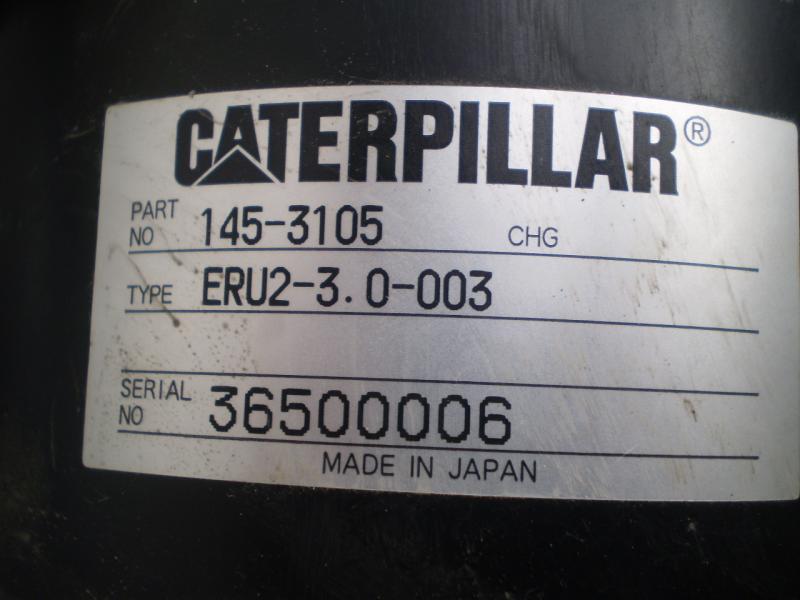 CATERPILLAR®
PART NO 145-3105 CHG
TYPE ERU2-3.0-003
SERIAL NO 36500006
MADE IN JAPAN